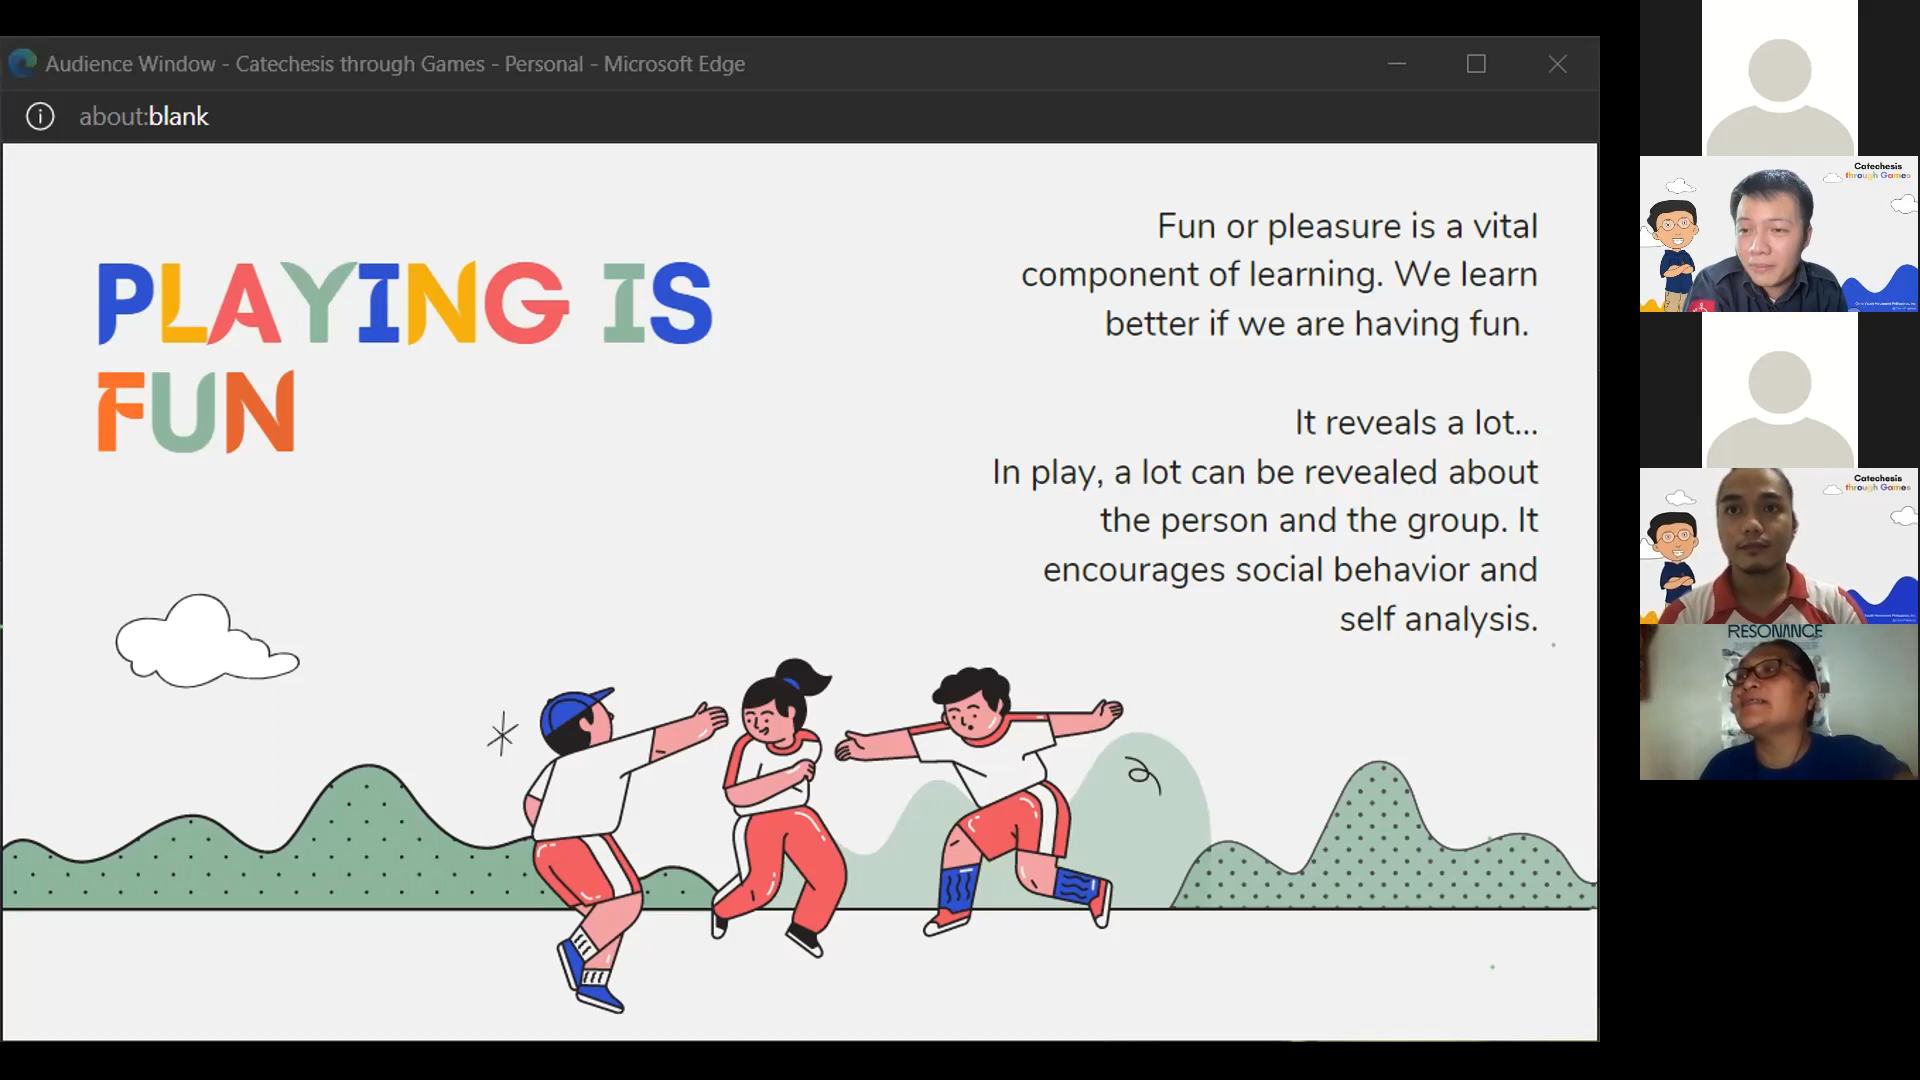 Audience Window - Catechesis through Games - Personal - Microsoft Edge
about:blank
PLAYING IS
FUN
Fun or pleasure is a vital
component of learning. We learn
better if we are having fun.
It reveals a lot...
In play, a lot can be revealed about
the person and the group. It
encourages social behavior and
self analysis.
Catechesis
through Games
Catechesis
through Games
RESONANCE